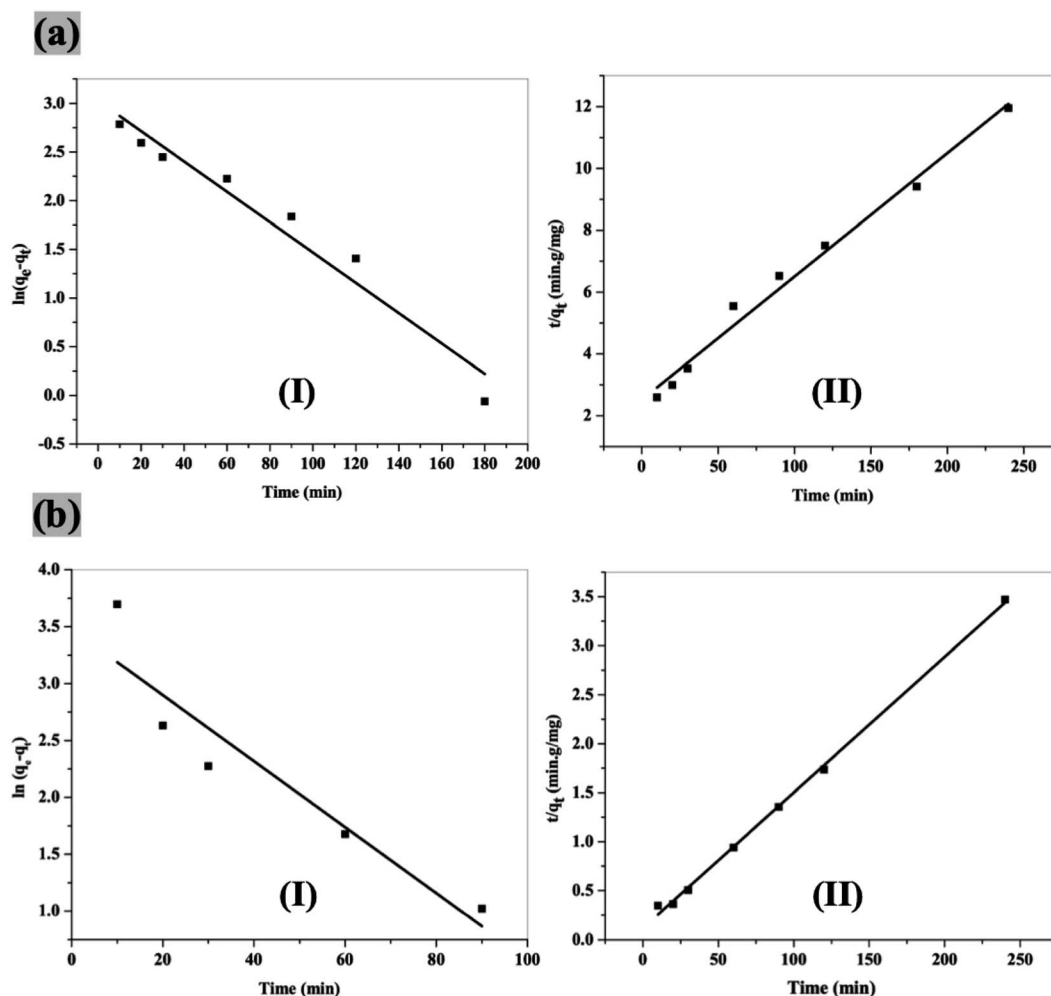 (a)
3.0
2.5
2.0
1.5
1.0
0.5
0.0
-0.5
ln(qe-qt)
(I)
0 20 40 60 80 100 120 140 160 180 200
Time (min)
12
10
8
6
4
2
t/qt (min.g/mg)
(II)
0 50 100 150 200 250
Time (min)
(b)
4.0
3.5
3.0
2.5
2.0
1.5
1.0
ln (qe-qt)
(I)
0 20 40 60 80 100
Time (min)
3.5
3.0
2.5
2.0
1.5
1.0
0.5
0.0
t/qt (min.g/mg)
(II)
0 50 100 150 200 250
Time (min)